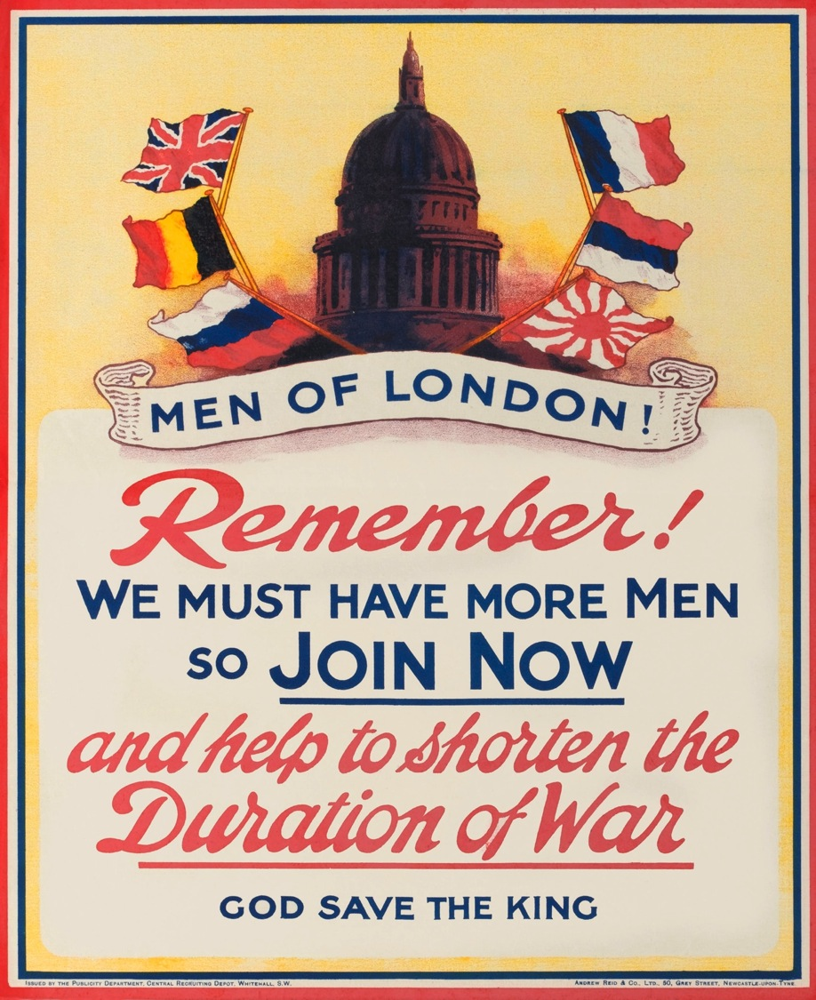 MEN OF LONDON!
Remember!
WE MUST HAVE MORE MEN
SO JOIN NOW
and help to shorten the
Duration of War
GOD SAVE THE KING
ISSUED BY THE PUBLICITY DEPARTMENT, CENTRAL RECRUITING DEPOT, WHITEHALL, S.W.
ANDREW REID & CO., LTD., 50, GREY STREET, NEWCASTLE-UPON-TYNE.